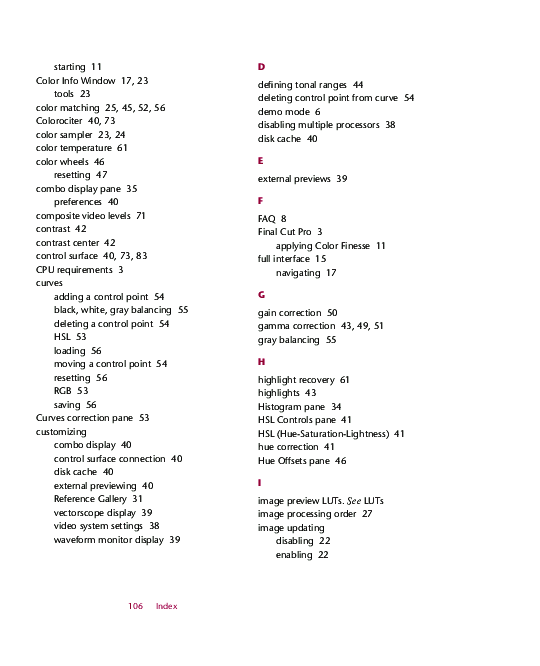 starting 11
Color Info Window 17, 23
tools 23
color matching 25, 45, 52, 56
Colorociter 40, 73
color sampler 23, 24
color temperature 61
color wheels 46
resetting 47
combo display pane 35
preferences 40
composite video levels 71
contrast 42
contrast center 42
control surface 40, 73, 83
CPU requirements 3
curves
adding a control point 54
black, white, gray balancing 55
deleting a control point 54
HSL 53
loading 56
moving a control point 54
resetting 56
RGB 53
saving 56
Curves correction pane 53
customizing
combo display 40
control surface connection 40
disk cache 40
external previewing 40
Reference Gallery 31
vectorscope display 39
video system settings 38
waveform monitor display 39
D
defining tonal ranges 44
deleting control point from curve 54
demo mode 6
disabling multiple processors 38
disk cache 40
E
external previews 39
F
FAQ 8
Final Cut Pro 3
applying Color Finesse 11
full interface 15
navigating 17
G
gain correction 50
gamma correction 43, 49, 51
gray balancing 55
H
highlight recovery 61
highlights 43
Histogram pane 34
HSL Controls pane 41
HSL (Hue-Saturation-Lightness) 41
hue correction 41
Hue Offsets pane 46
I
image preview LUTs. See LUTs
image processing order 27
image updating
disabling 22
enabling 22
106 Index